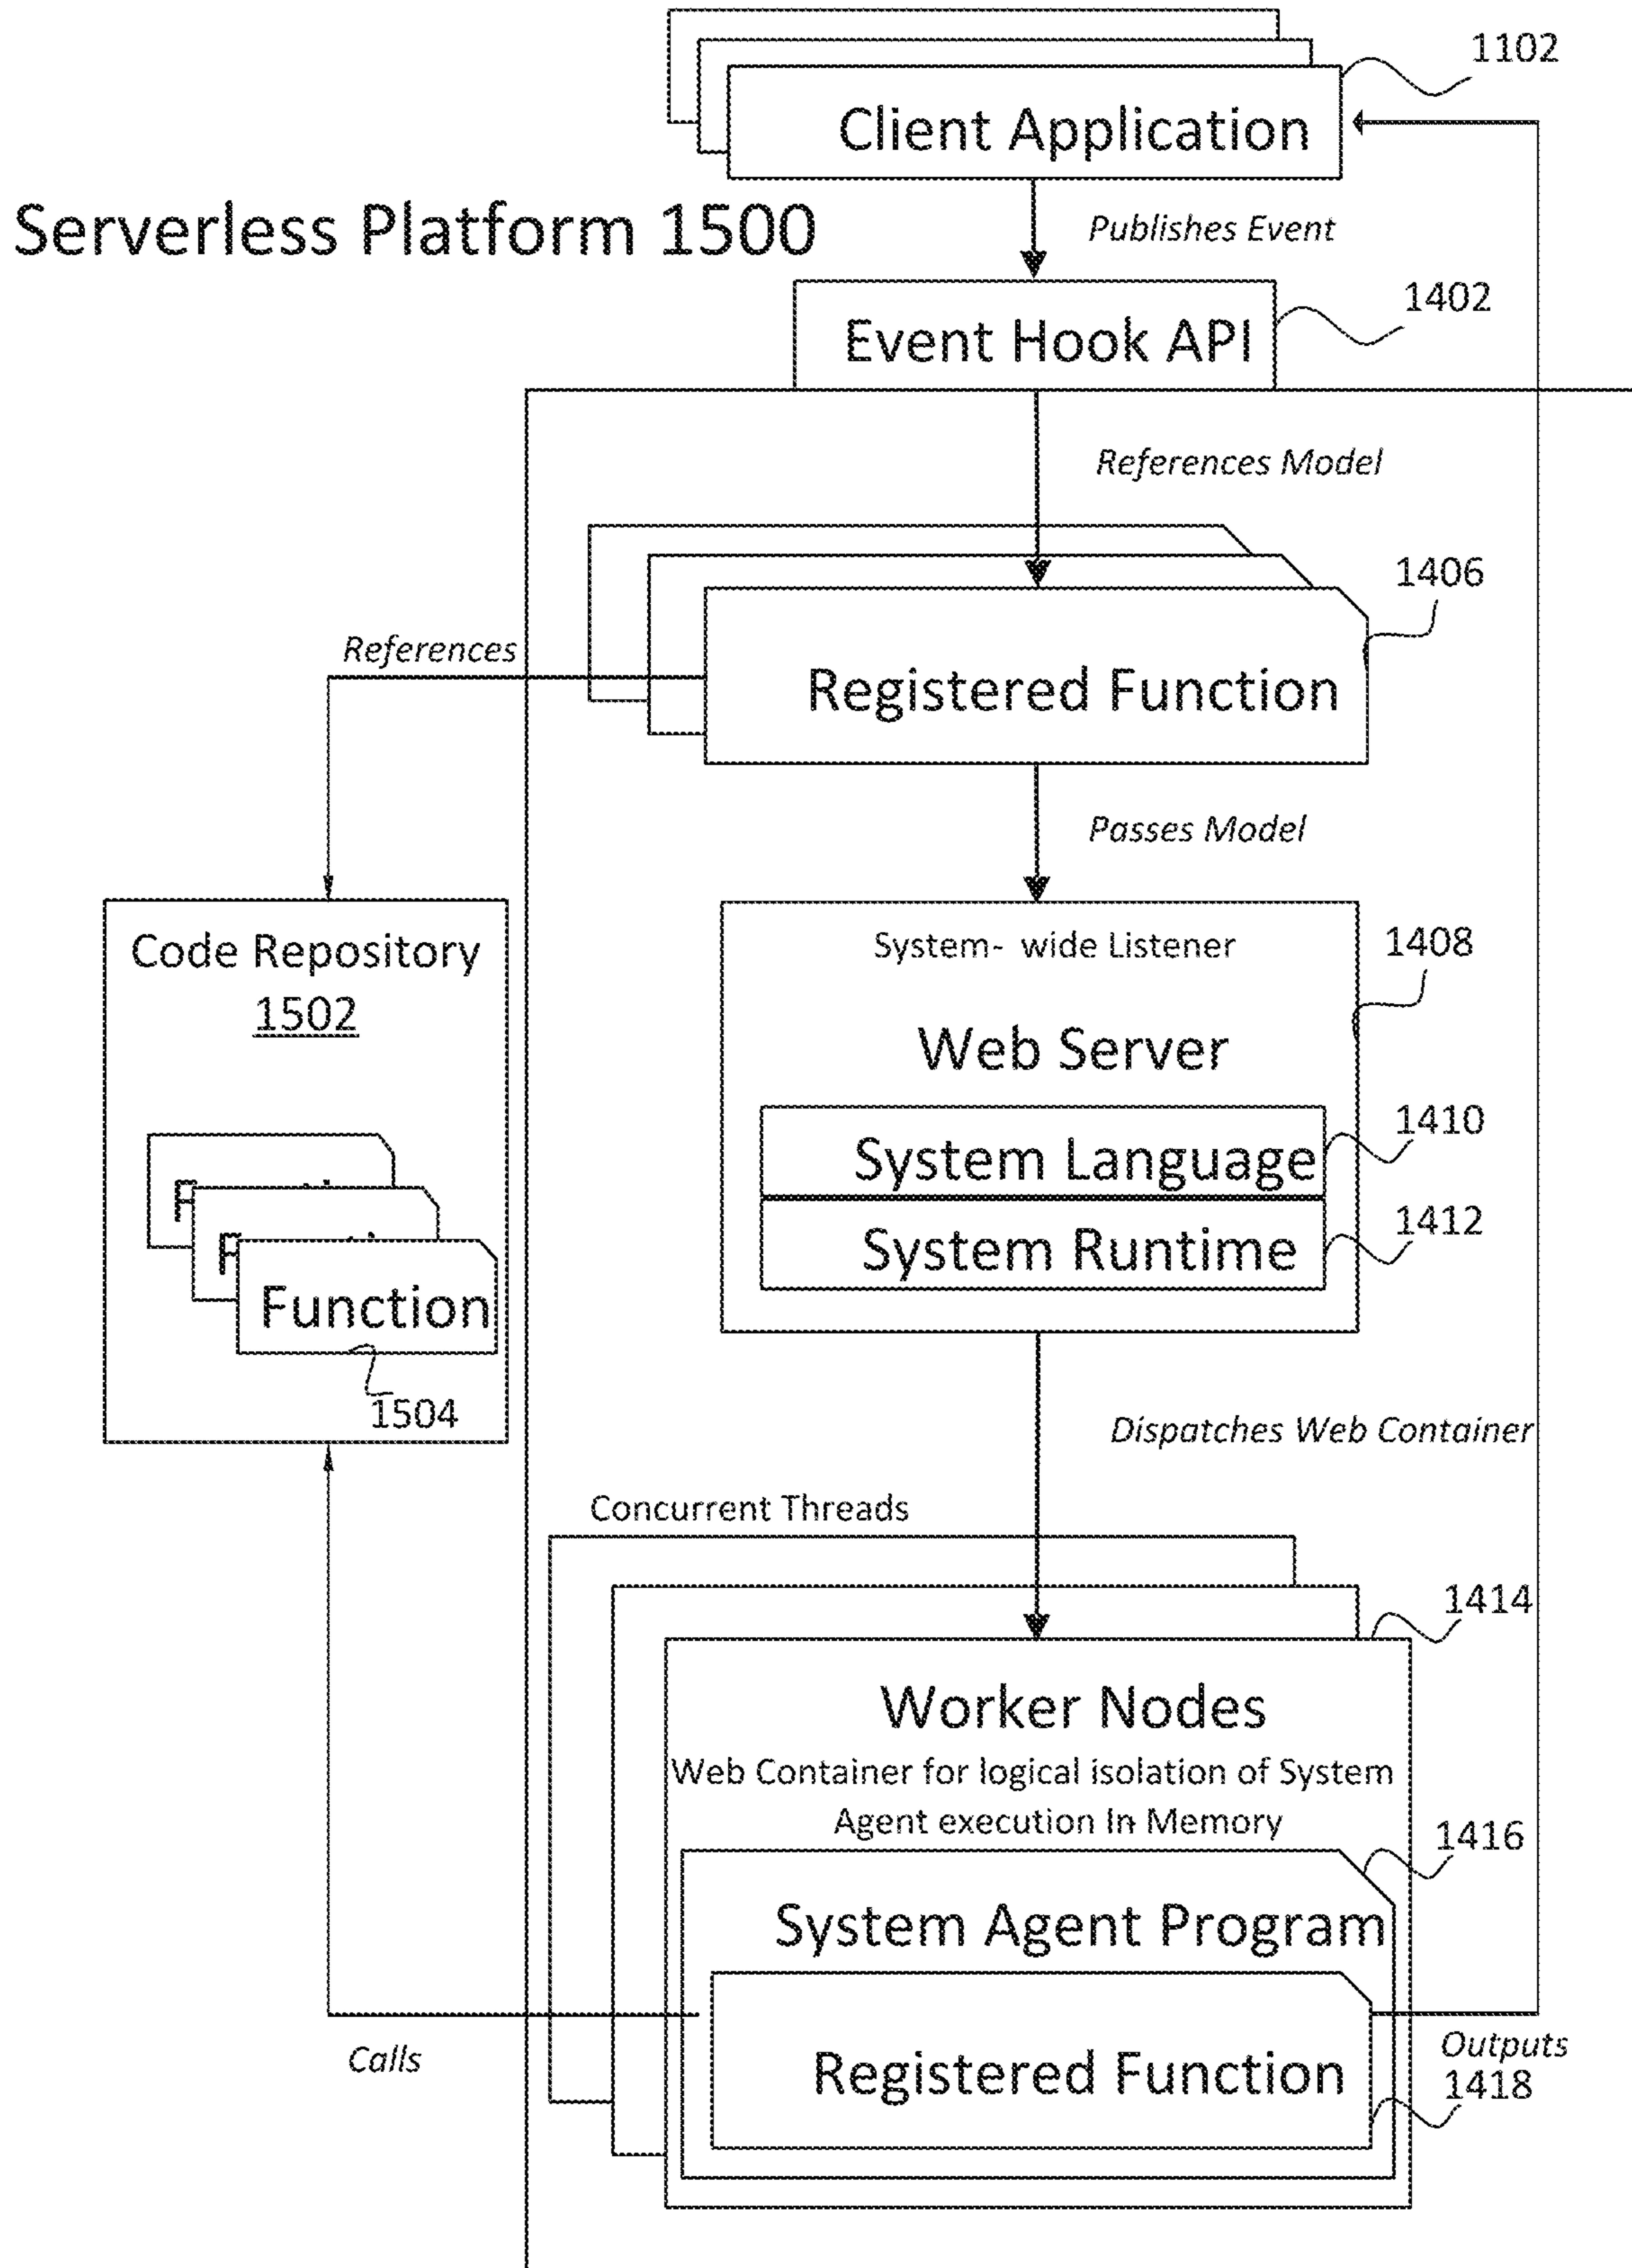 1102
Client Application
Serverless Platform 1500
Publishes Event
1402
Event Hook API
References Model
1406
References
Registered Function
Passes Model
Code Repository
1502
System- wide Listener
1408
Web Server
1410
System Language
1412
System Runtime
Function
1504
Dispatches Web Container
Concurrent Threads
1414
Worker Nodes
Web Container for logical isolation of System
Agent execution In- Memory
1416
System Agent Program
Calls
Registered Function
Outputs
1418